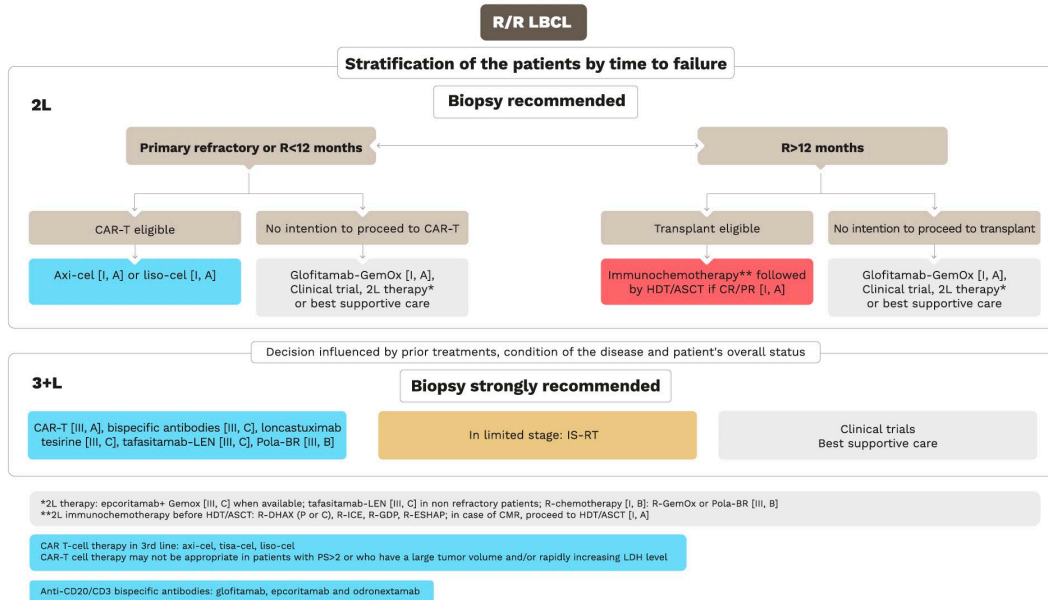 R/R LBCL
Stratification of the patients by time to failure
2L
Biopsy recommended
Primary refractory or R<12 months
R>12 months
CAR-T eligible
No intention to proceed to CAR-T
Transplant eligible
No intention to proceed to transplant
Axi-cel [I, A] or liso-cel [I, A]
Glofitamab-GemOx [I, A],
Clinical trial, 2L therapy*
or best supportive care
Immunochemotherapy** followed
by HDT/ASCT if CR/PR [I, A]
Glofitamab-GemOx [I, A],
Clinical trial, 2L therapy*
or best supportive care
Decision influenced by prior treatments, condition of the disease and patient's overall status
3+L
Biopsy strongly recommended
CAR-T [III, A], bispecific antibodies [III, C], loncastuximab
tesirine [III, C], tafasitamab-LEN [III, C], Pola-BR [III, B]
In limited stage: IS-RT
Clinical trials
Best supportive care
*2L therapy: epcoritamab+ Gemox [III, C] when available; tafasitamab-LEN [III, C] in non refractory patients; R-chemotherapy [I, B]: R-GemOx or Pola-BR [III, B]
**2L immunochemotherapy before HDT/ASCT: R-DHAX (P or C), R-ICE, R-GDP, R-ESHAP; in case of CMR, proceed to HDT/ASCT [I, A]
CAR T-cell therapy in 3rd line: axi-cel, tisa-cel, liso-cel
CAR-T cell therapy may not be appropriate in patients with PS>2 or who have a large tumor volume and/or rapidly increasing LDH level
Anti-CD20/CD3 bispecific antibodies: glofitamab, epcoritamab and odronextamab